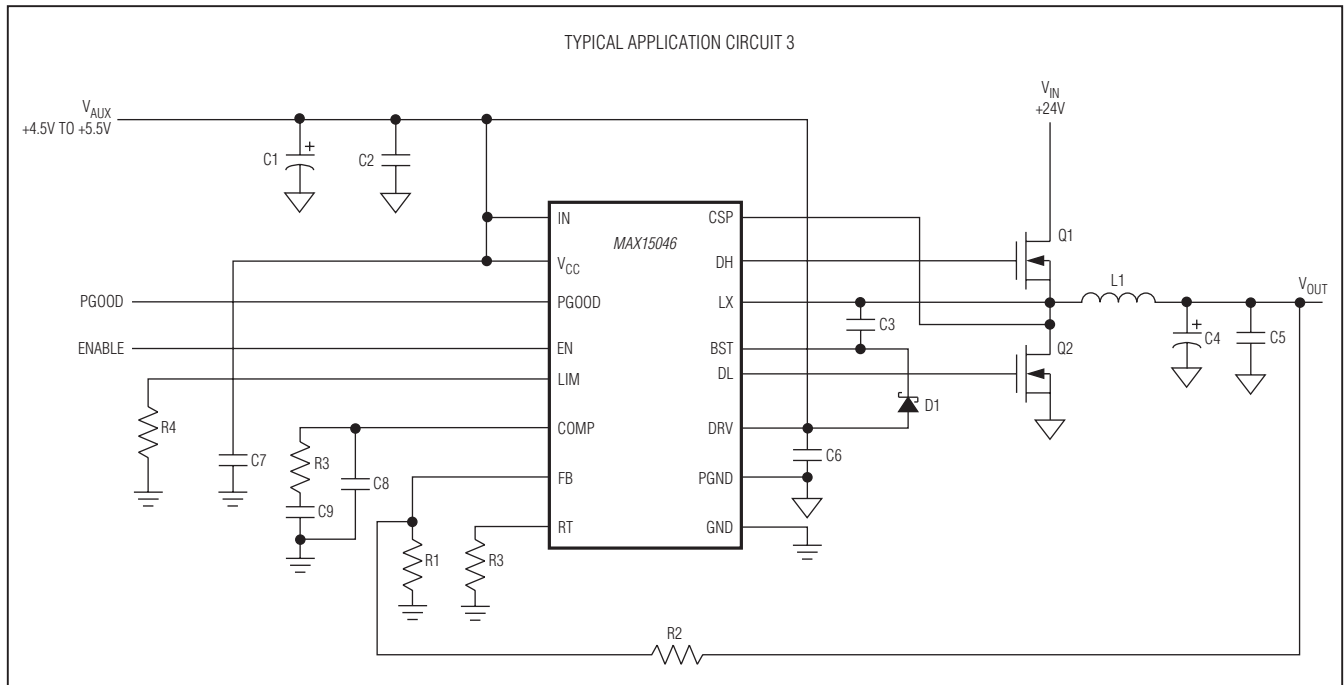 TYPICAL APPLICATION CIRCUIT 3
VAUX
+4.5V TO +5.5V
VIN
+24V
C1
+
C2
IN
CSP
Q1
MAX15046
DH
VCC
L1
VOUT
PGOOD
PGOOD
LX
C3
+
C4
C5
ENABLE
EN
BST
Q2
LIM
DL
D1
R4
COMP
DRV
C7
R3
C8
C6
FB
PGND
C9
RT
GND
R1
R3
R2